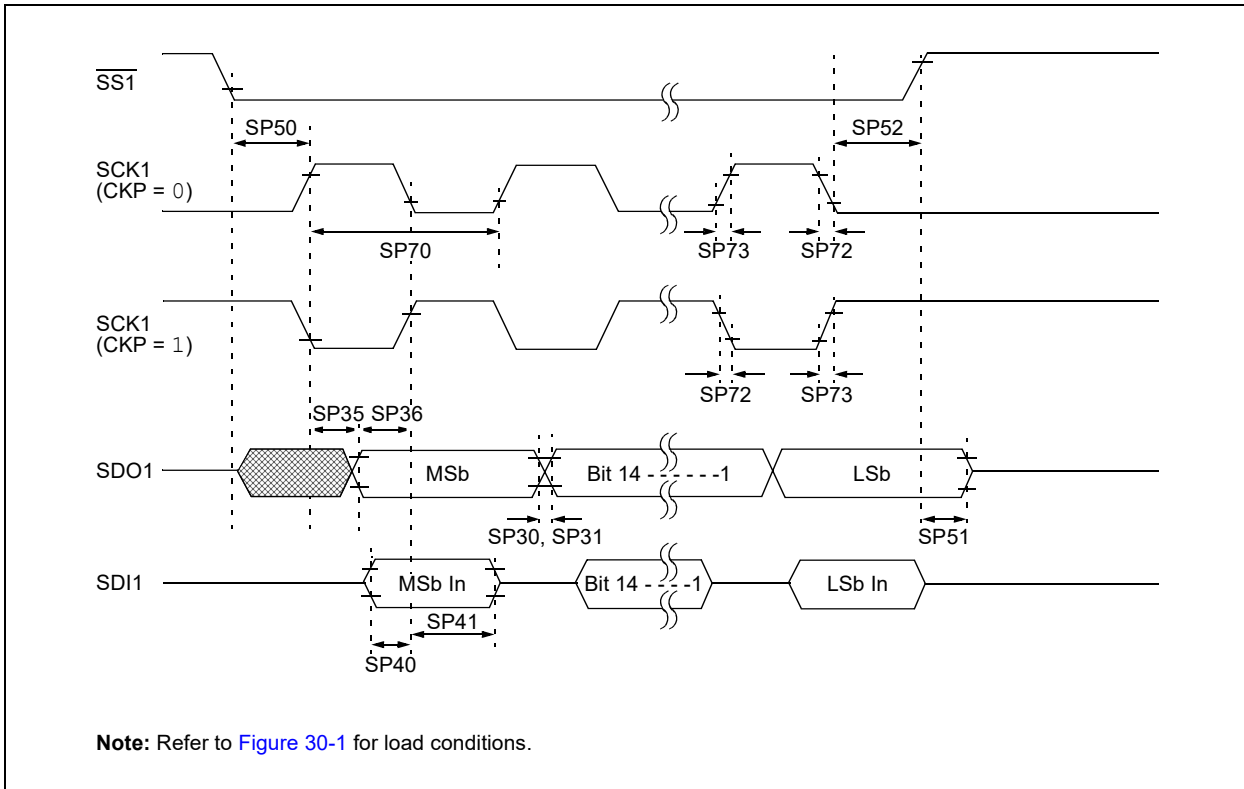 SS1
SP50
SP52
SCK1
(CKP = 0)
SP70
SP73
SP72
SCK1
(CKP = 1)
SP72
SP73
SP35 SP36
SDO1
MSb
Bit 14 - - - - - -1
LSb
SP30, SP31
SP51
SDI1
MSb In
Bit 14 - - - -1
LSb In
SP41
SP40
Note: Refer to Figure 30-1 for load conditions.